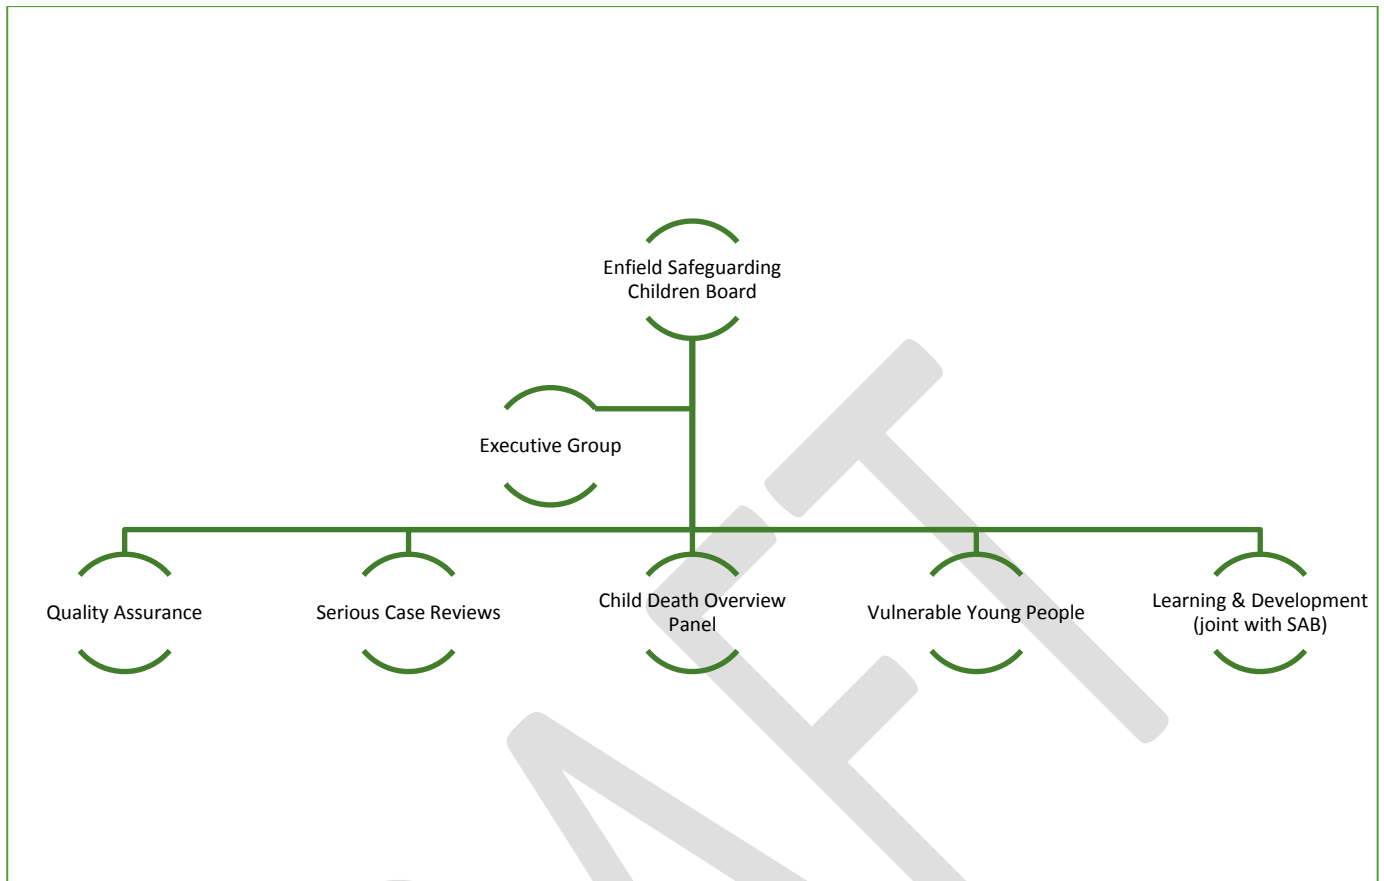 Enfield Safeguarding
Children Board
Executive Group
Quality Assurance
Serious Case Reviews
Child Death Overview
Panel
Vulnerable Young People
Learning & Development
(joint with SAB)
AFT